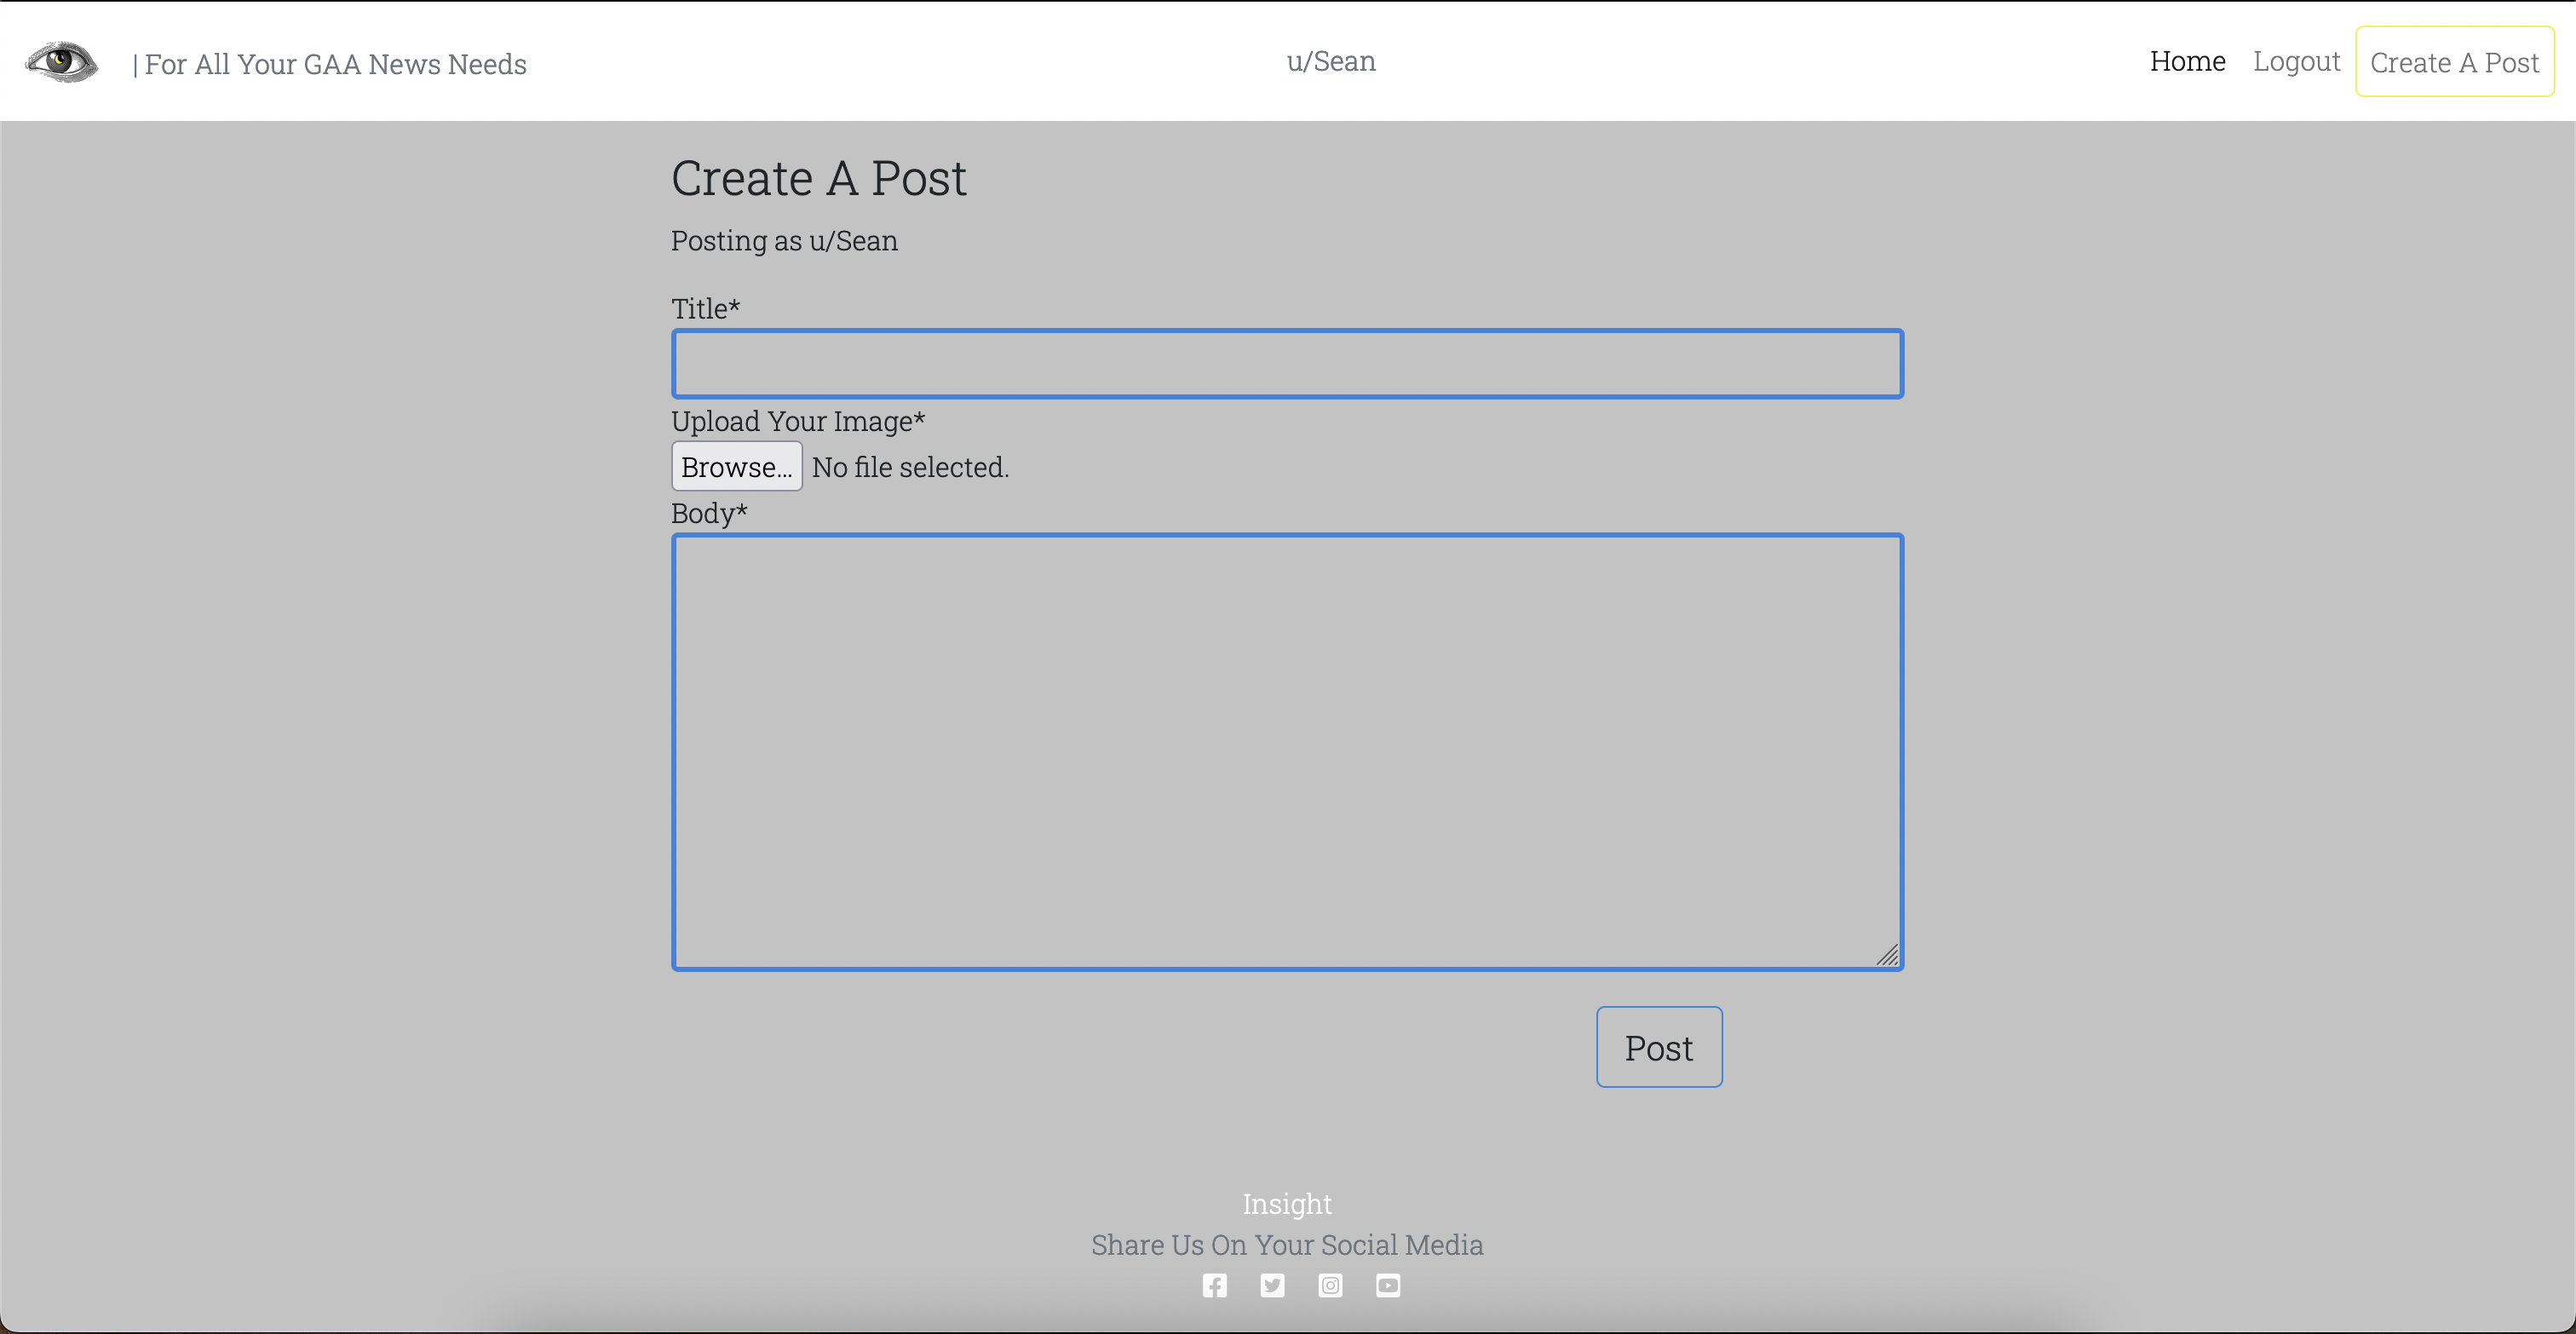 | For All Your GAA News Needs
u/Sean
Home
Logout
Create A Post
Create A Post
Posting as u/Sean
Title*
Upload Your Image*
Browse... No file selected.
Body*
Post
Insight
Share Us On Your Social Media